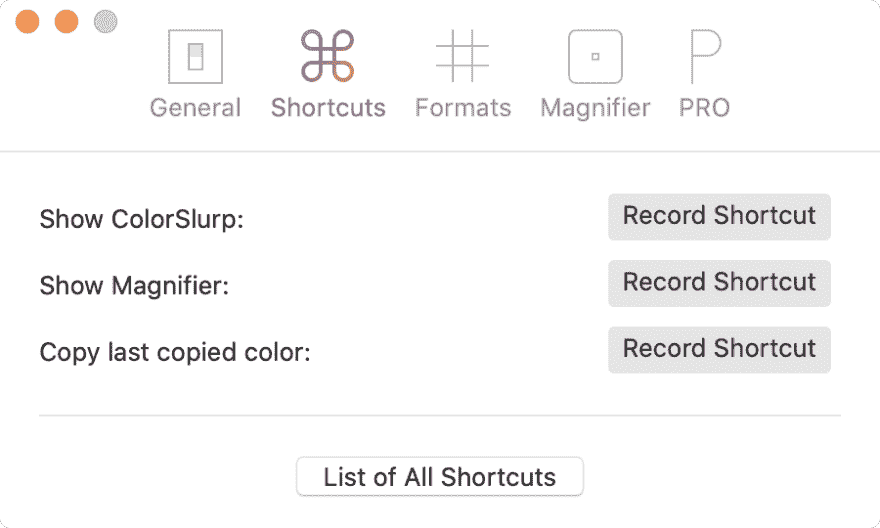 General Shortcuts Formats Magnifier PRO
Show ColorSlurp: Record Shortcut
Show Magnifier: Record Shortcut
Copy last copied color: Record Shortcut
List of All Shortcuts